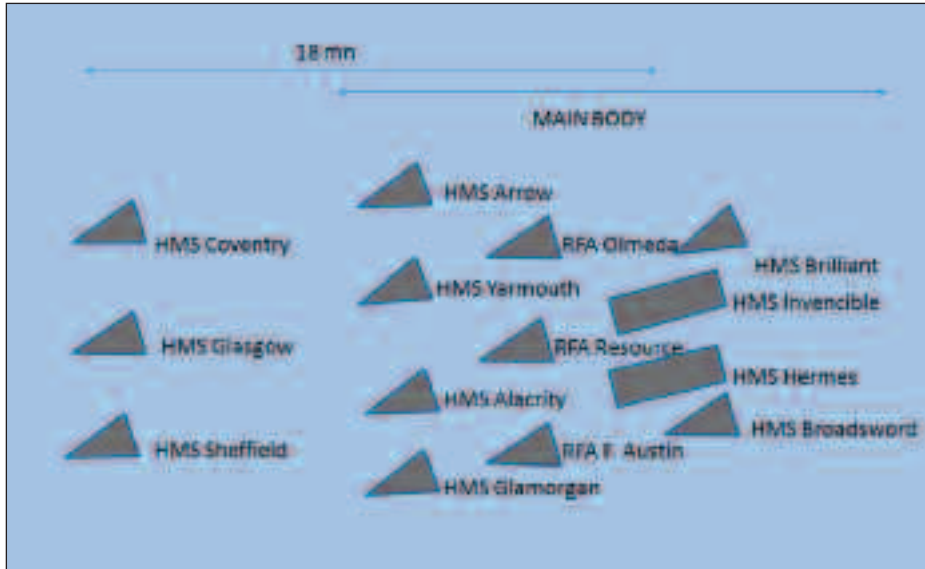 18 mn
MAIN BODY
HMS Arrow
HMS Coventry
RFA Olmeda
HMS Brilliant
HMS Yarmouth
HMS Invencible
HMS Glasgow
RFA Resource
HMS Hermes
HMS Alacrity
HMS Broadsword
HMS Sheffield
RFA F. Austin
HMS Glamorgan